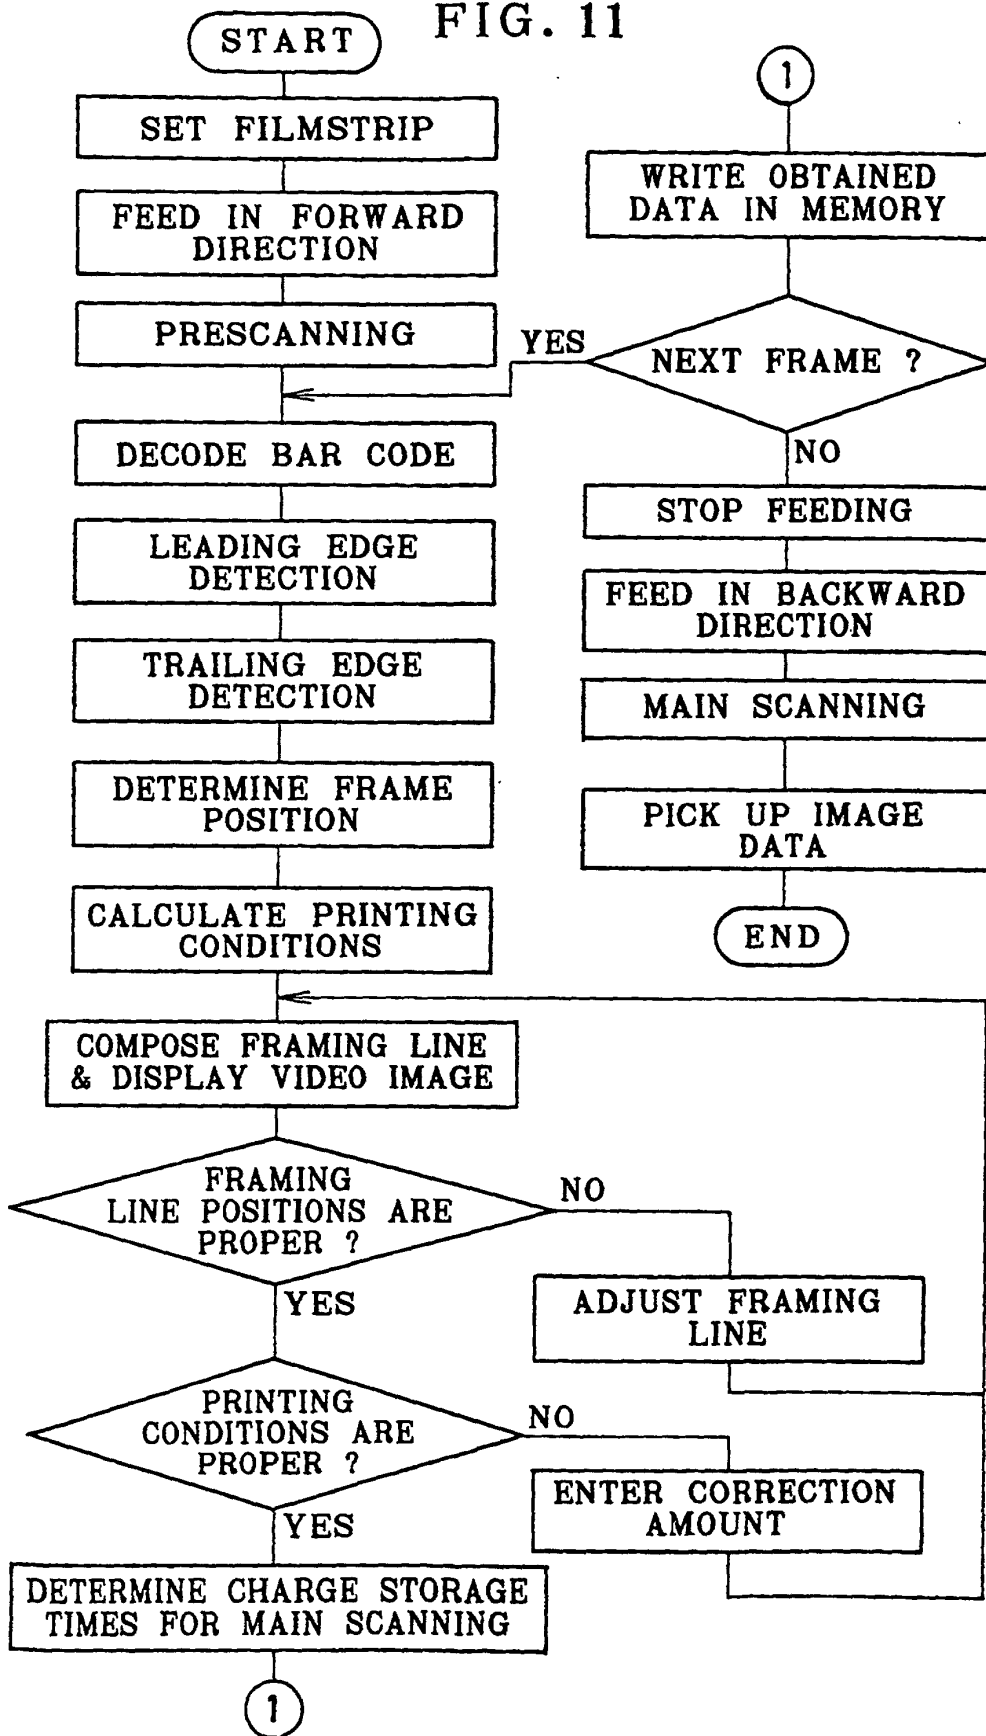 FIG. 11
START
SET FILMSTRIP
FEED IN FORWARD
DIRECTION
PRESCANNING
DECODE BAR CODE
LEADING EDGE
DETECTION
TRAILING EDGE
DETECTION
DETERMINE FRAME
POSITION
CALCULATE PRINTING
CONDITIONS
COMPOSE FRAMING LINE
& DISPLAY VIDEO IMAGE
FRAMING
LINE POSITIONS ARE
PROPER ?
NO
YES
ADJUST FRAMING
LINE
PRINTING
CONDITIONS ARE
PROPER ?
NO
YES
ENTER CORRECTION
AMOUNT
DETERMINE CHARGE STORAGE
TIMES FOR MAIN SCANNING
1
1
WRITE OBTAINED
DATA IN MEMORY
NEXT FRAME ?
YES
NO
STOP FEEDING
FEED IN BACKWARD
DIRECTION
MAIN SCANNING
PICK UP IMAGE
DATA
END